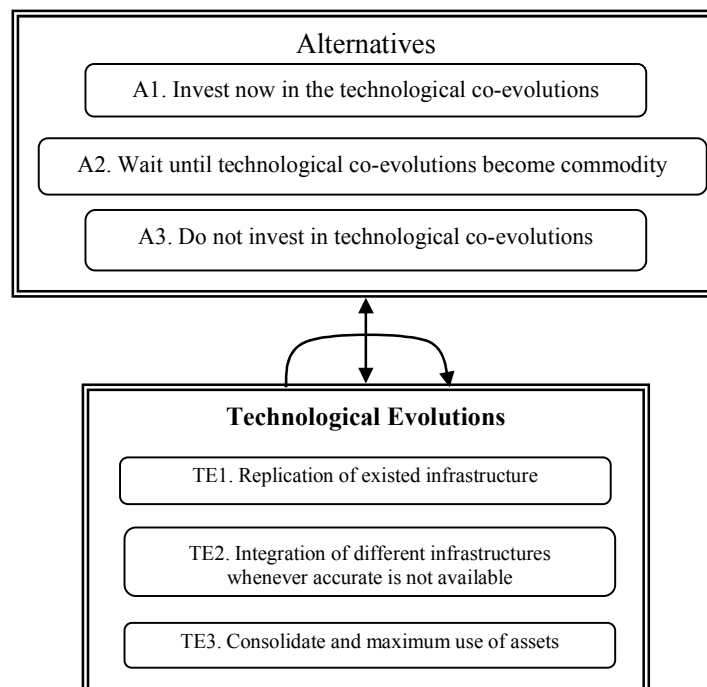 Alternatives
A1. Invest now in the technological co-evolutions
A2. Wait until technological co-evolutions become commodity
A3. Do not invest in technological co-evolutions
Technological Evolutions
TE1. Replication of existed infrastructure
TE2. Integration of different infrastructures
whenever accurate is not available
TE3. Consolidate and maximum use of assets